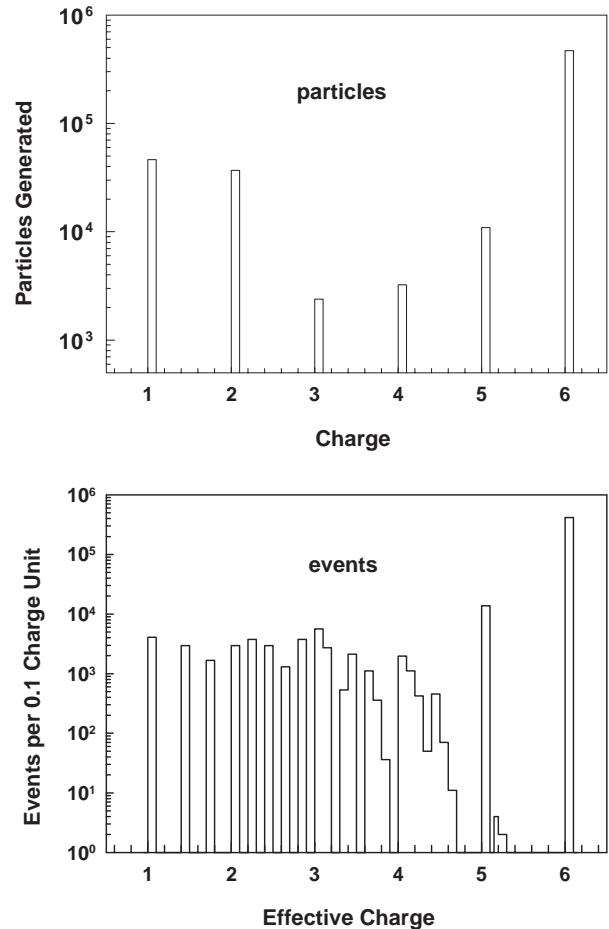 10⁶
10⁵
10⁴
10³
Particles Generated
particles
1 2 3 4 5 6
Charge
10⁶
10⁵
10⁴
10³
10²
10¹
10⁰
Events per 0.1 Charge Unit
events
1 2 3 4 5 6
Effective Charge